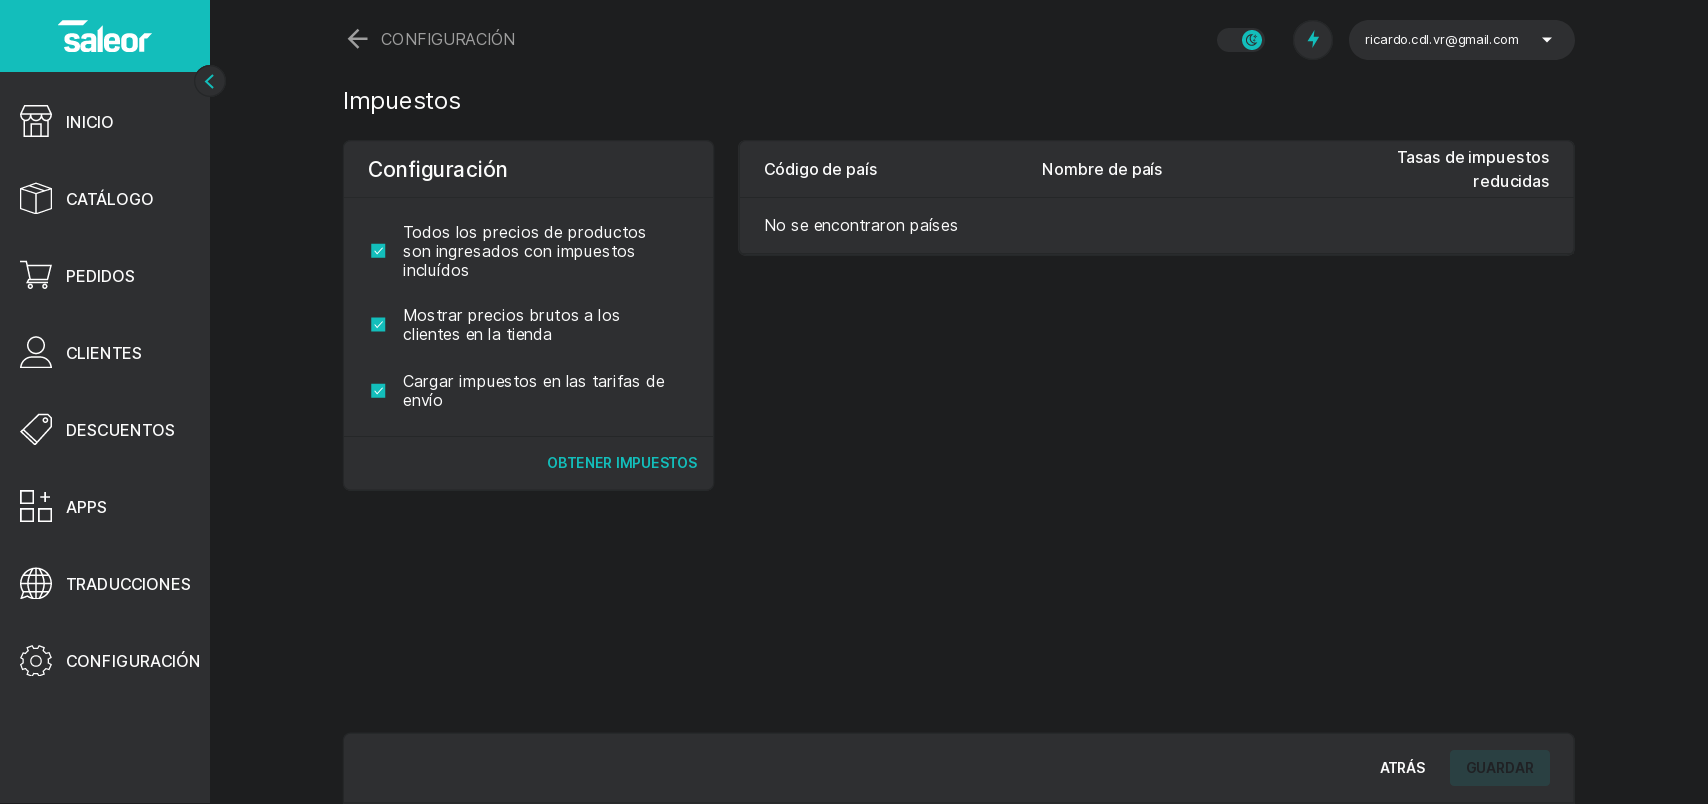 saleor
CONFIGURACIÓN
ricardo.cdl.vr@gmail.com
INICIO
CATÁLOGO
PEDIDOS
CLIENTES
DESCUENTOS
APPS
TRADUCCIONES
CONFIGURACIÓN
Impuestos
Configuración
Todos los precios de productos
son ingresados con impuestos
incluídos
Mostrar precios brutos a los
clientes en la tienda
Cargar impuestos en las tarifas de
envío
OBTENER IMPUESTOS
Código de país
Nombre de país
Tasas de impuestos
reducidas
No se encontraron países
ATRÁS
GUARDAR